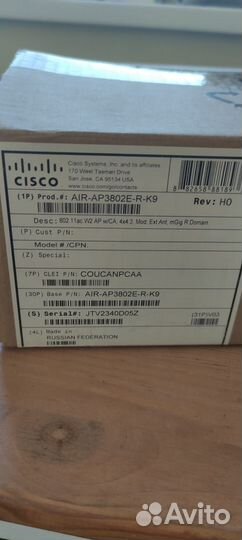 CISCO
Cisco Systems, Inc. and its affiliates
170 West Tasman Drive
San Jose, CA 95134 USA
www.cisco.com/go/contacts
(1P) Prod.#: AIR-AP3802E-R-K9
Rev: H0
Desc: 802.11ac W2 AP w/CA; 4x4:3; Mod; Ext Ant; mGig R Domain
(P) Cust P/N:
Model #/CPN:
(Z) Special:
(7P) CLEI P/N: COUCANPCAA
(30P) Base P/N: AIR-AP3802E-R-K9
(S) Serial#: JTV2340D05Z
(31P)V03
(4L) Made in
RUSSIAN FEDERATION
Avito